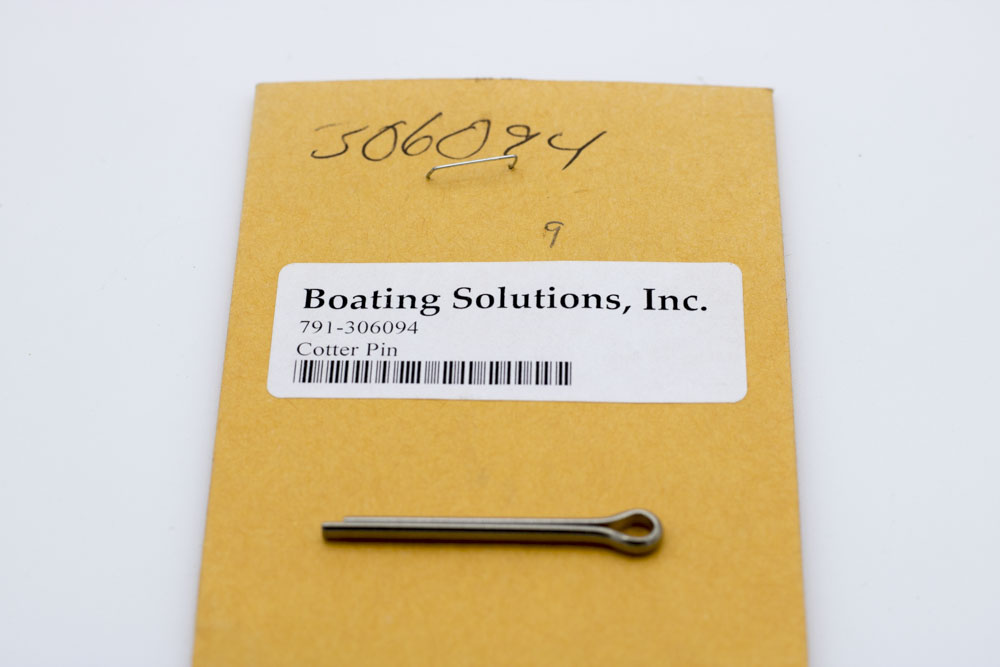 306094
9
Boating Solutions, Inc.
791-306094
Cotter Pin